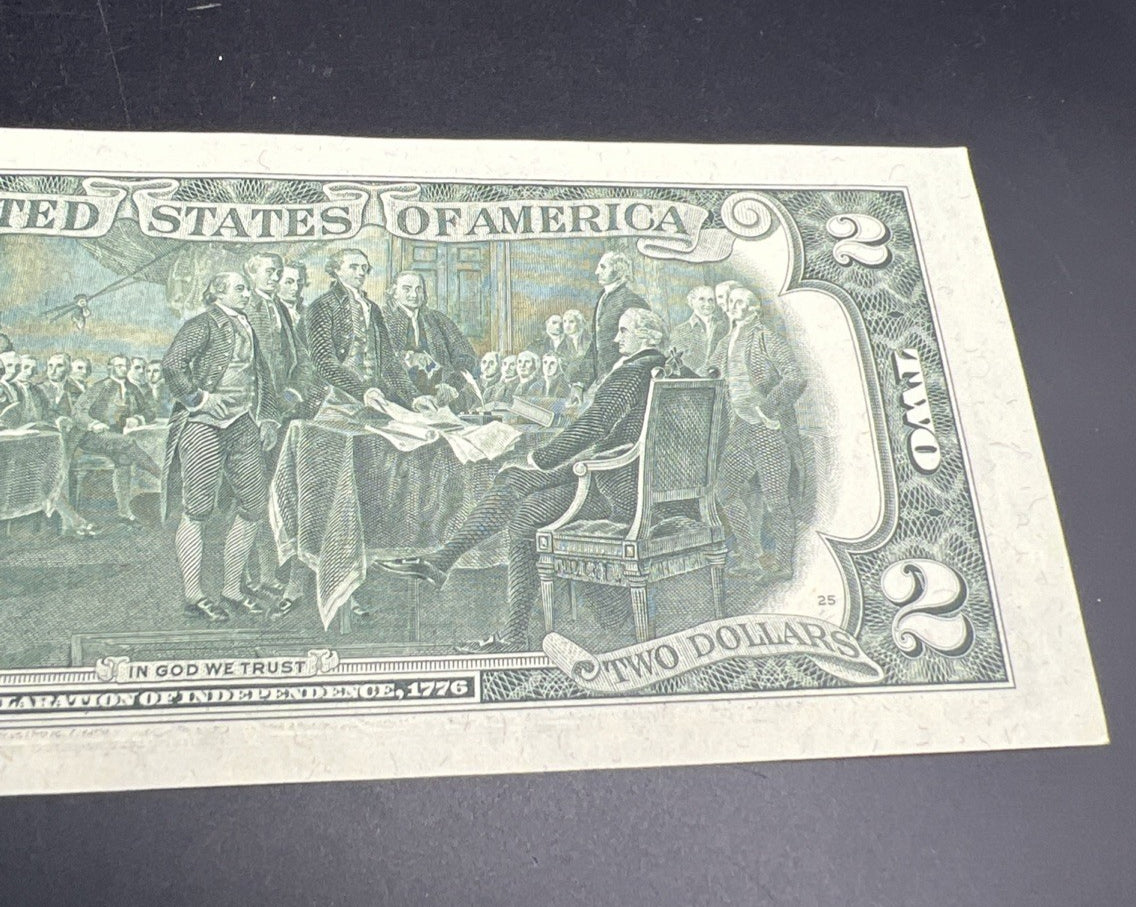 TED STATES OF AMERICA
2
TWO
25
2
TWO DOLLARS
IN GOD WE TRUST
LARATION OF INDEPENDENCE, 1776